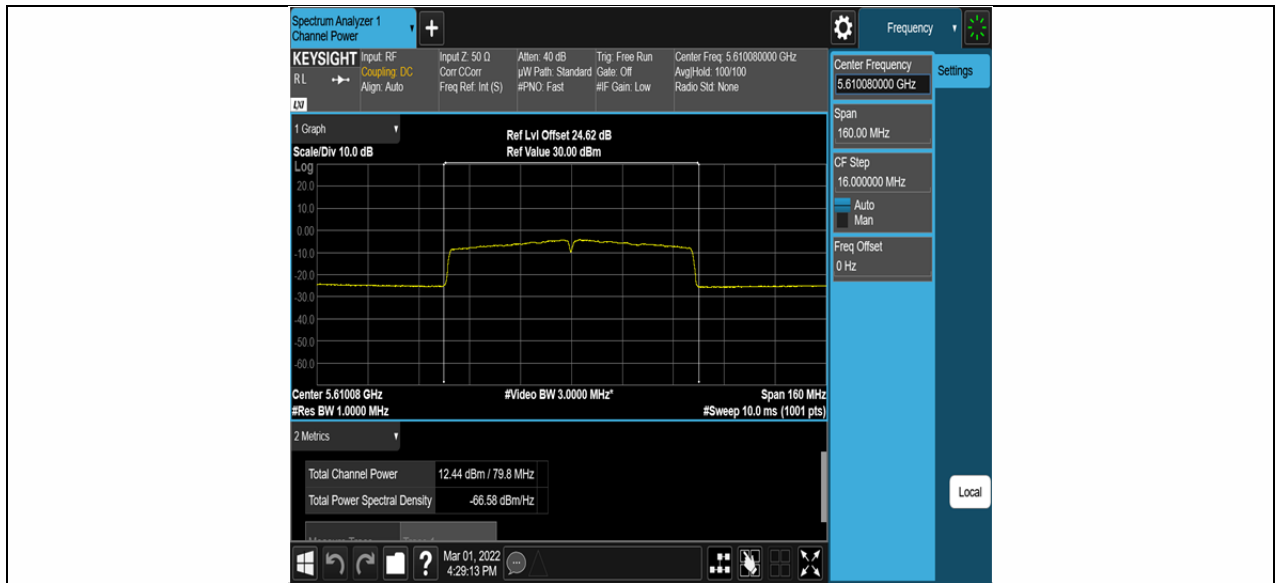 Spectrum Analyzer 1
Channel Power
+
Frequency
KEYSIGHT
RL
LXI
Input: RF
Coupling: DC
Align: Auto
Input Z: 50 Ω
Corr CCorr
Freq Ref: Int (S)
Atten: 40 dB
µW Path: Standard
#PNO: Fast
Trig: Free Run
Gate: Off
#IF Gain: Low
Center Freq: 5.610080000 GHz
Avg|Hold: 100/100
Radio Std: None
Center Frequency
5.610080000 GHz
Settings
Span
160.00 MHz
CF Step
16.000000 MHz
Auto
Man
Freq Offset
0 Hz
Local
1 Graph
Scale/Div 10.0 dB
Ref Lvl Offset 24.62 dB
Ref Value 30.00 dBm
Log
20.0
10.0
0.00
-10.0
-20.0
-30.0
-40.0
-50.0
-60.0
Center 5.61008 GHz
#Video BW 3.0000 MHz*
Span 160 MHz
#Res BW 1.0000 MHz
#Sweep 10.0 ms (1001 pts)
2 Metrics
Total Channel Power 12.44 dBm / 79.8 MHz
Total Power Spectral Density -66.58 dBm/Hz
?
Mar 01, 2022
4:29:13 PM